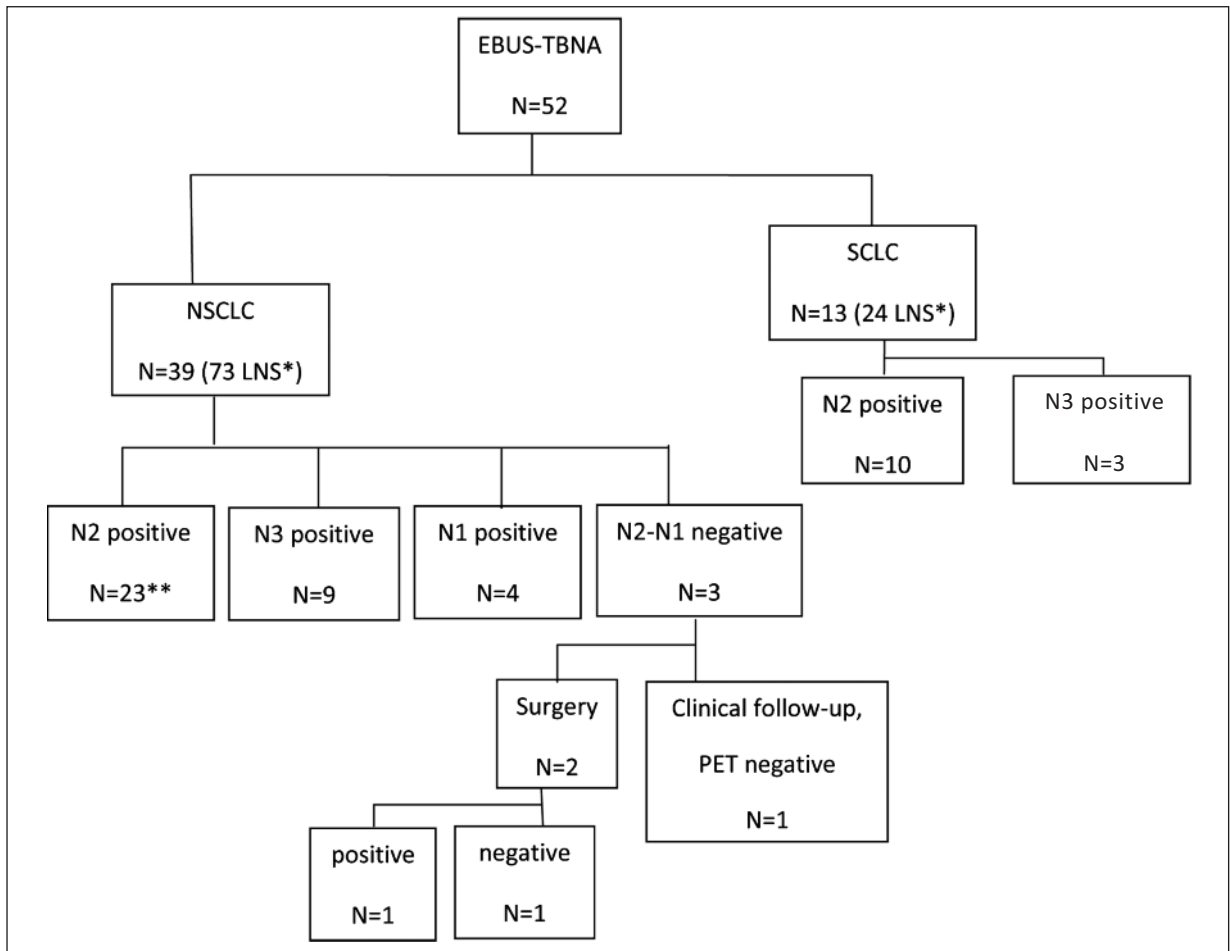 EBUS-TBNA
N=52
NSCLC
N=39 (73 LNS*)
SCLC
N=13 (24 LNS*)
N2 positive
N=10
N3 positive
N=3
N2 positive
N=23**
N3 positive
N=9
N1 positive
N=4
N2-N1 negative
N=3
Surgery
N=2
Clinical follow-up,
PET negative
N=1
positive
N=1
negative
N=1